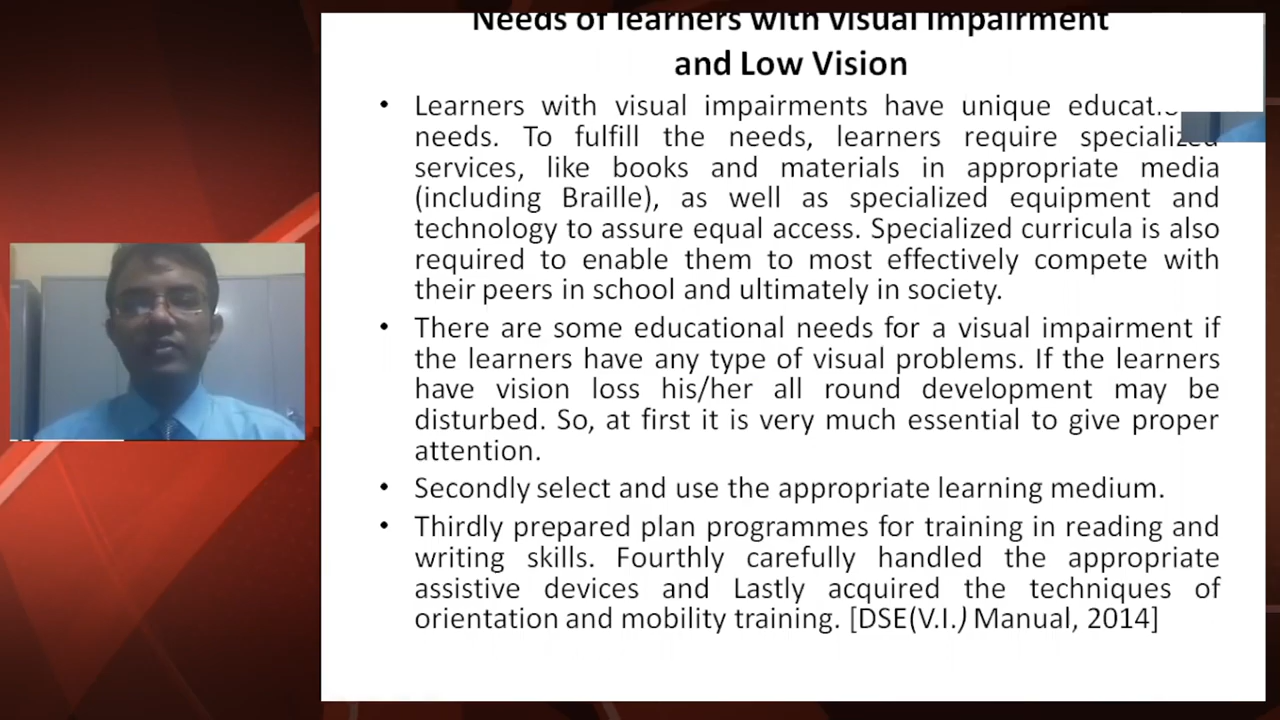 Needs of learners with visual impairment
and Low Vision
• Learners with visual impairments have unique
needs. To fulfill the needs, learners require specialized
services, like books and materials in appropriate media
(including Braille), as well as specialized equipment and
technology to assure equal access. Specialized curricula is also
required to enable them to most effectively compete with
their peers in school and ultimately in society.
• There are some educational needs for a visual impairment if
the learners have any type of visual problems. If the learners
have vision loss his/her all round development may be
disturbed. So, at first it is very much essential to give proper
attention.
• Secondly select and use the appropriate learning medium.
• Thirdly prepared plan programmes for training in reading and
writing skills. Fourthly carefully handled the appropriate
assistive devices and Lastly acquired the techniques of
orientation and mobility training. [DSE(V.I.) Manual, 2014]